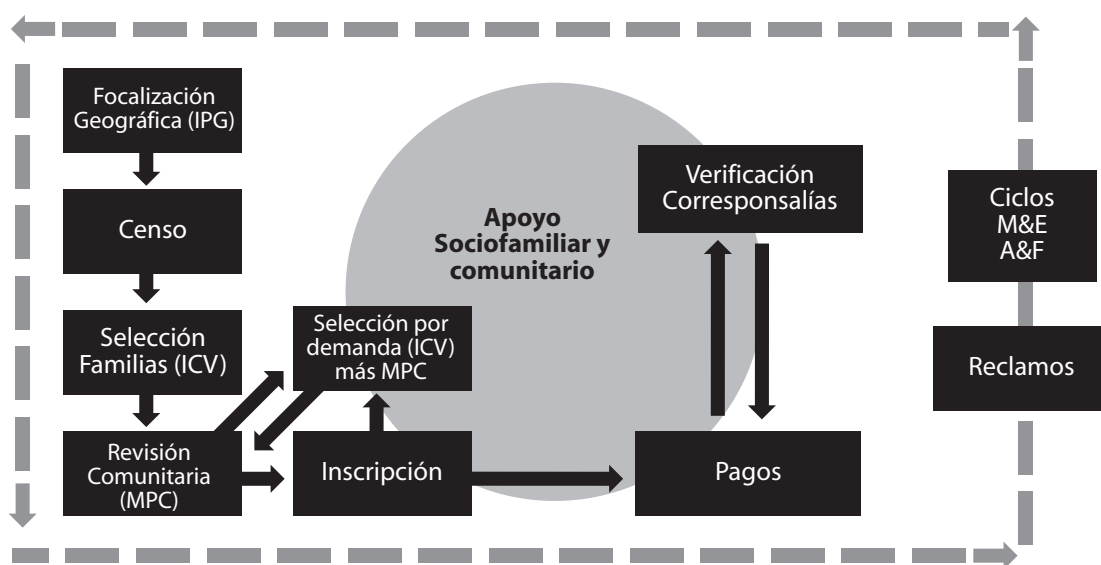 Focalización
Geográfica (IPG)
Censo
Selección
Familias (ICV)
Revisión
Comunitaria
(MPC)
Selección por
demanda (ICV)
más MPC
Inscripción
Apoyo
Sociofamiliar y
comunitario
Verificación
Corresponsalías
Pagos
Ciclos
M&E
A&F
Reclamos